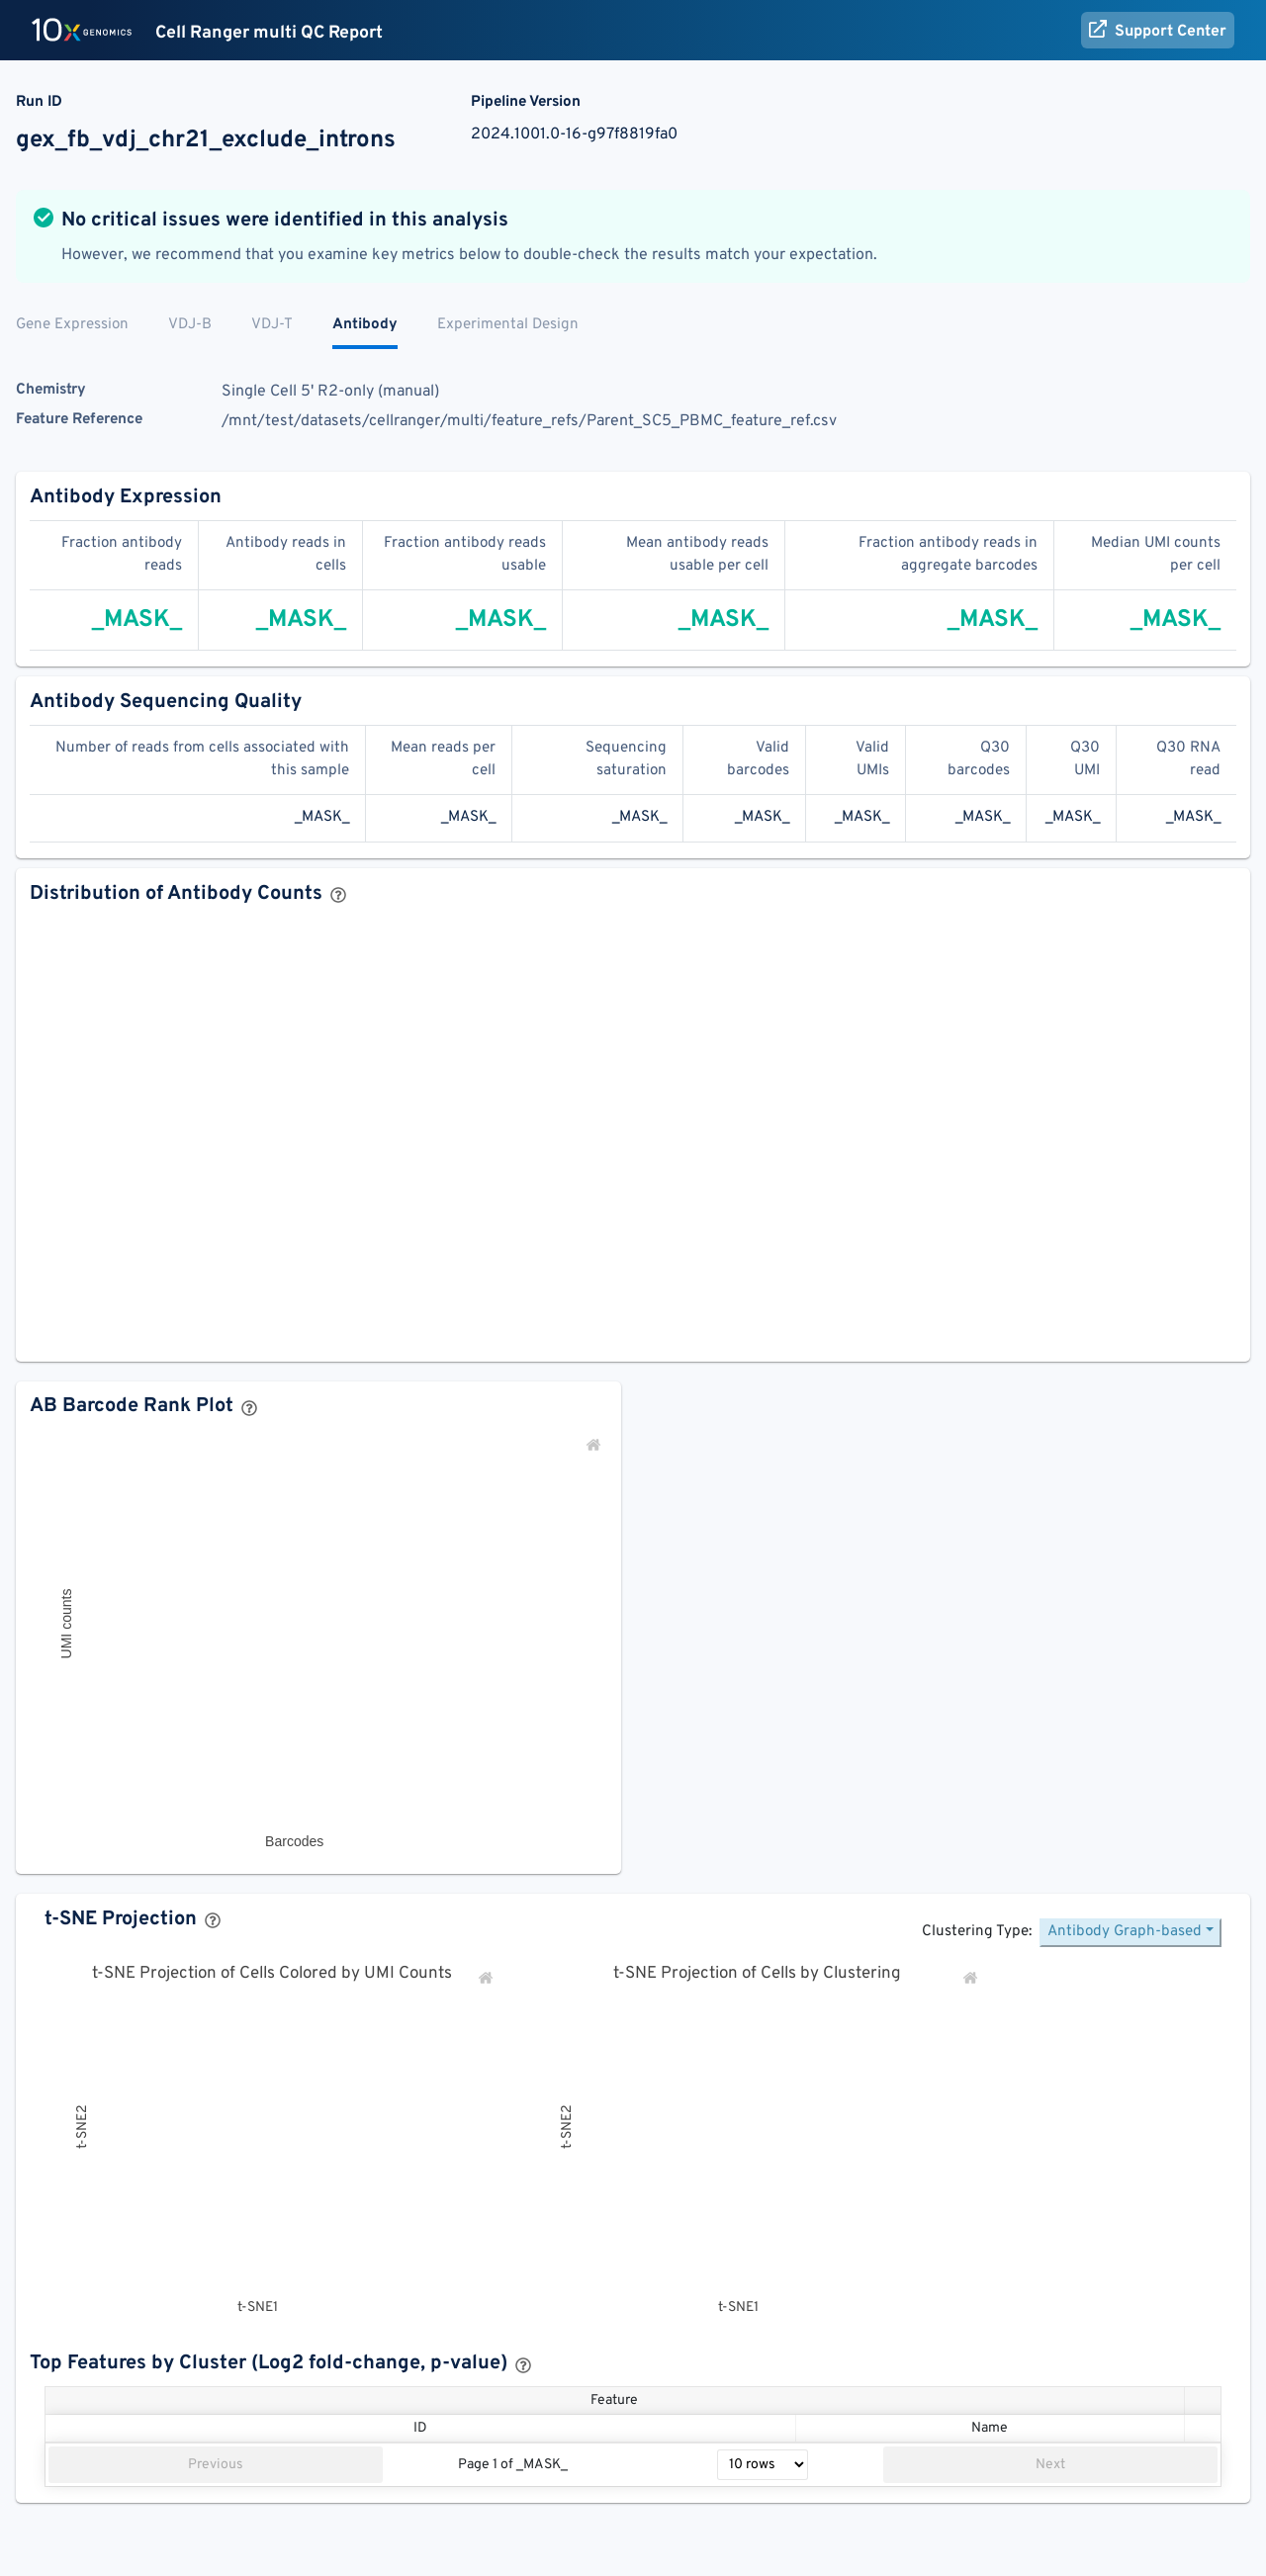 10x GENOMICS Cell Ranger multi QC Report Support Center
Run ID Pipeline Version
gex_fb_vdj_chr21_exclude_introns 2024.1001.0-16-g97f8819fa0
No critical issues were identified in this analysis
However, we recommend that you examine key metrics below to double-check the results match your expectation.
Gene Expression VDJ-B VDJ-T Antibody Experimental Design
Chemistry Single Cell 5' R2-only (manual)
Feature Reference /mnt/test/datasets/cellranger/multi/feature_refs/Parent_SC5_PBMC_feature_ref.csv
Antibody Expression
Fraction antibody Antibody reads in Fraction antibody reads Mean antibody reads Fraction antibody reads in Median UMI counts
reads cells usable usable per cell aggregate barcodes per cell
_MASK_ _MASK_ _MASK_ _MASK_ _MASK_ _MASK_
Antibody Sequencing Quality
Number of reads from cells associated with Mean reads per Sequencing Valid Valid Q30 Q30 Q30 RNA
this sample cell saturation barcodes UMIs barcodes UMI read
_MASK_ _MASK_ _MASK_ _MASK_ _MASK_ _MASK_ _MASK_ _MASK_
Distribution of Antibody Counts ?
AB Barcode Rank Plot ?
UMI counts
Barcodes
t-SNE Projection ?
Clustering Type: Antibody Graph-based
t-SNE Projection of Cells Colored by UMI Counts t-SNE Projection of Cells by Clustering
t-SNE2 t-SNE2
t-SNE1 t-SNE1
Top Features by Cluster (Log2 fold-change, p-value) ?
Feature
ID Name
Previous Page 1 of _MASK_ 10 rows Next